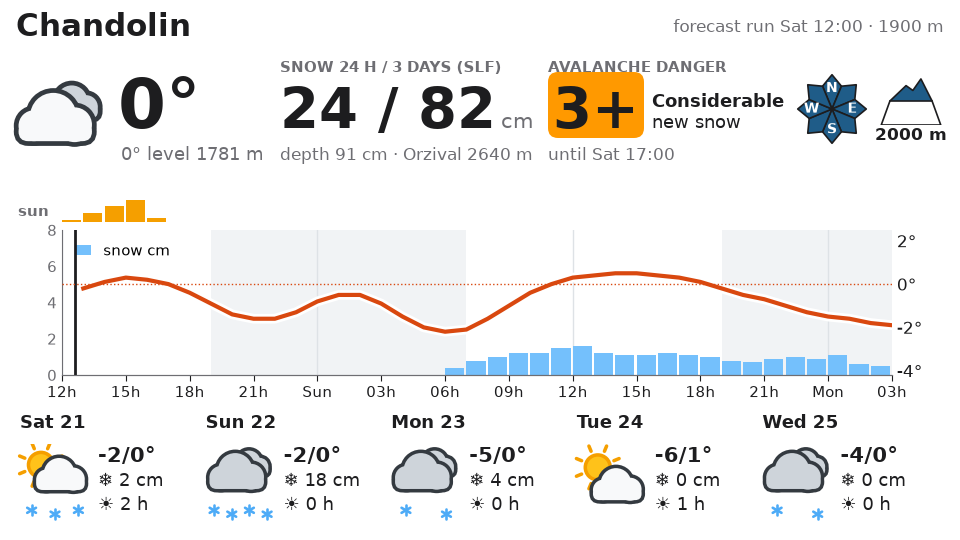 Chandolin
forecast run Sat 12:00 · 1900 m
0°
0° level 1781 m
SNOW 24 H / 3 DAYS (SLF)
24 / 82 cm
depth 91 cm · Orzival 2640 m
AVALANCHE DANGER
3+
Considerable
new snow
until Sat 17:00
N
W E
S
2000 m
sun
snow cm
8
6
4
2
0
2°
0°
-2°
-4°
12h 15h 18h 21h Sun 03h 06h 09h 12h 15h 18h 21h Mon 03h
Sat 21
-2/0°
❄ 2 cm
☀ 2 h
Sun 22
-2/0°
❄ 18 cm
☀ 0 h
Mon 23
-5/0°
❄ 4 cm
☀ 0 h
Tue 24
-6/1°
❄ 0 cm
☀ 1 h
Wed 25
-4/0°
❄ 0 cm
☀ 0 h